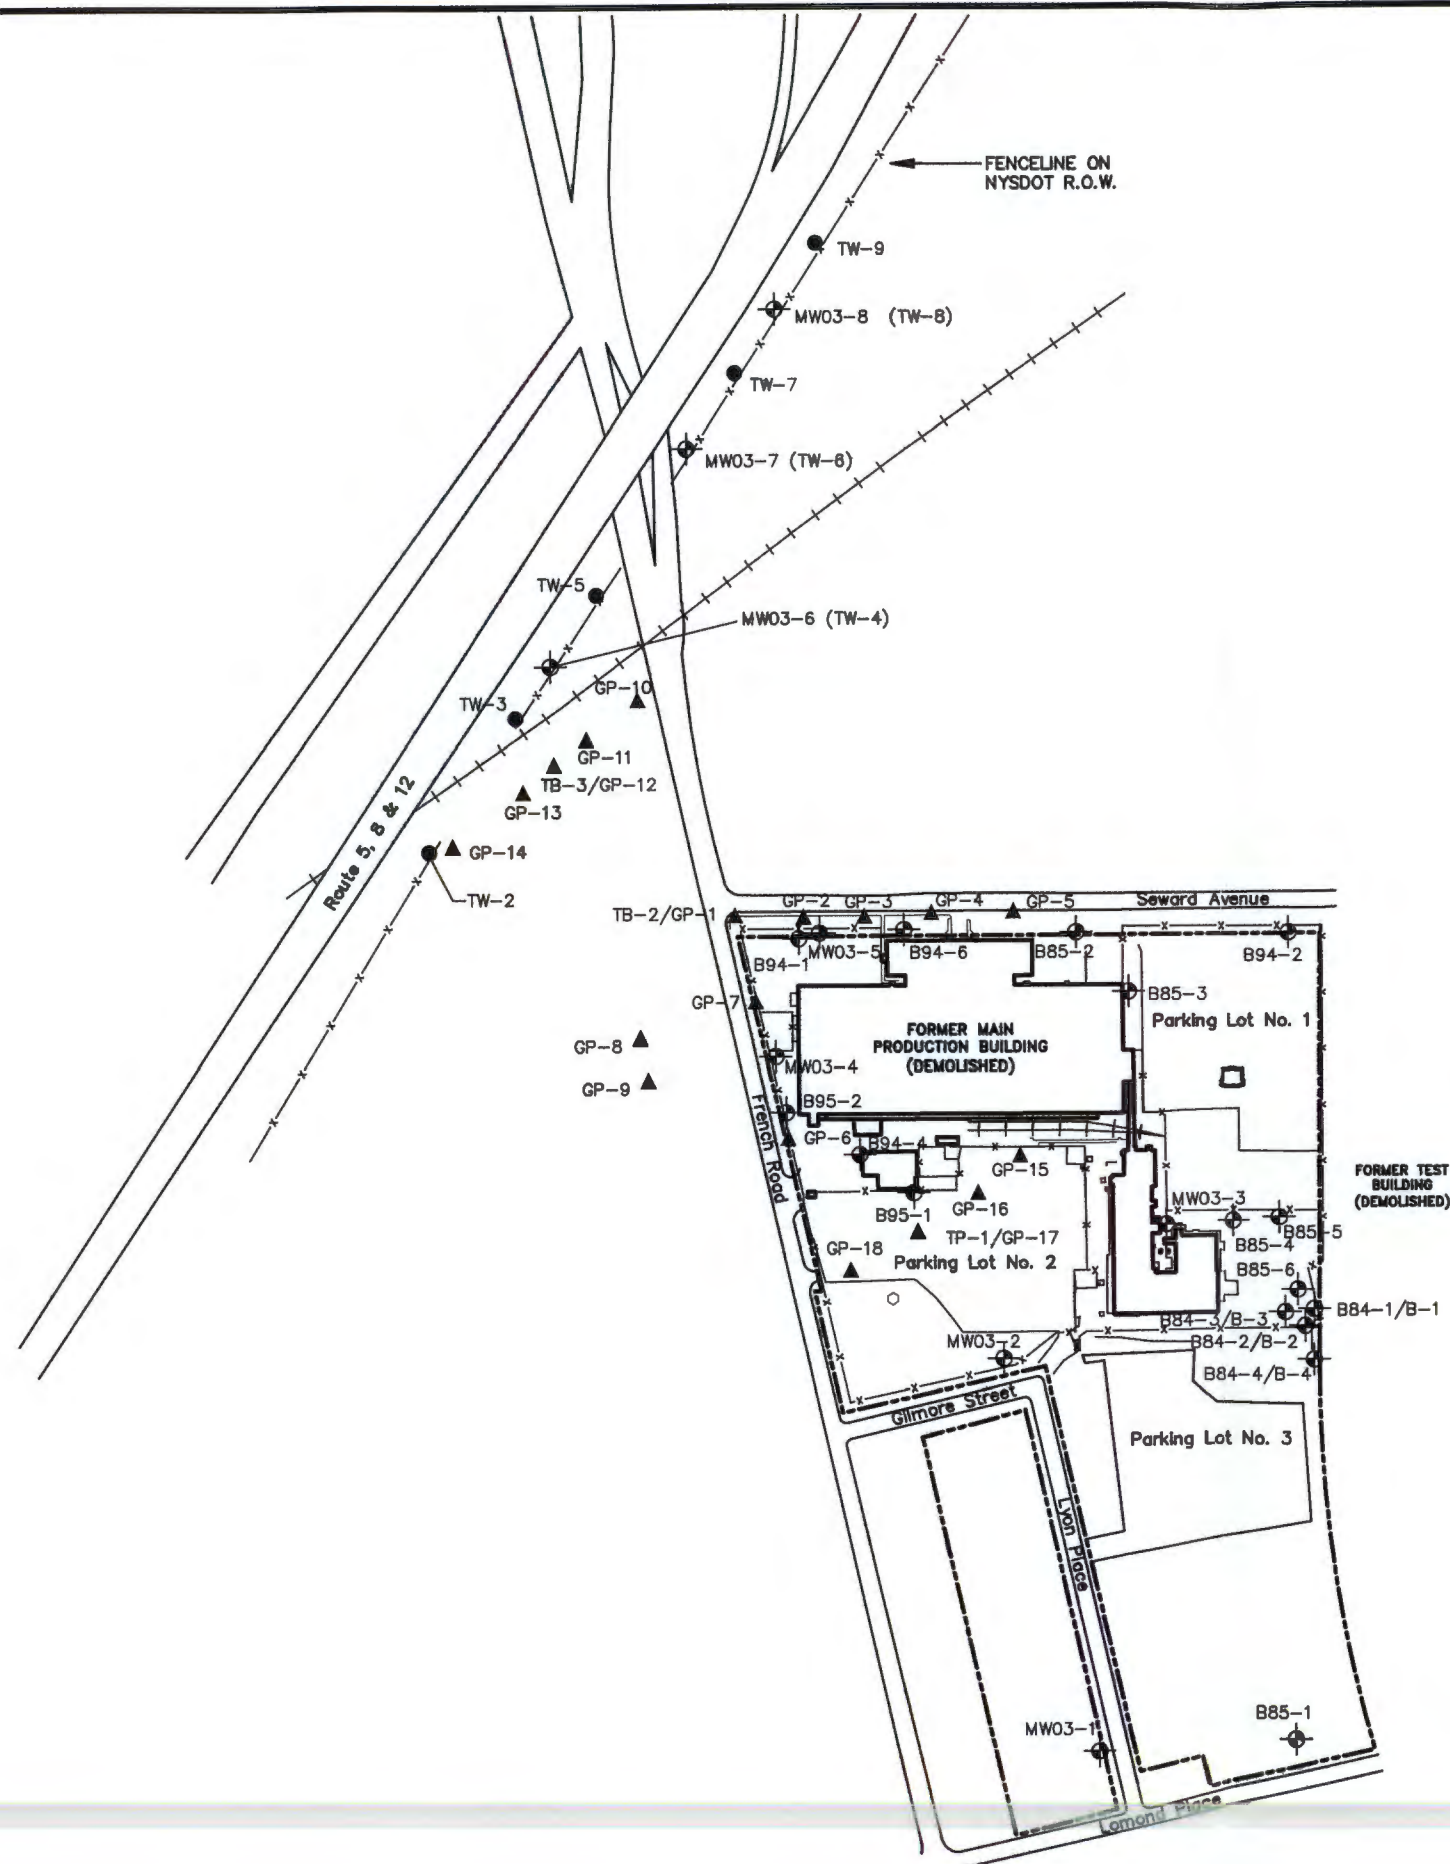 FENCELINE ON
NYSDOT R.O.W.
TW-9
MW03-8 (TW-8)
TW-7
MW03-7 (TW-6)
TW-5
MW03-6 (TW-4)
GP-10
TW-3
GP-11
TB-3/GP-12
GP-13
Route 5, 8 & 12
GP-14
TW-2
Seward Avenue
TB-2/GP-1
GP-2
GP-3
GP-4
GP-5
B94-1
MW03-5
B94-6
B85-2
B94-2
GP-7
B85-3
Parking Lot No. 1
FORMER MAIN
PRODUCTION BUILDING
(DEMOLISHED)
GP-8
MW03-4
GP-9
B95-2
French Road
GP-6
B94-4
GP-15
FORMER TEST
BUILDING
(DEMOLISHED)
B95-1
GP-16
MW03-3
TP-1/GP-17
B85-4
B85-5
GP-18
Parking Lot No. 2
B85-6
B84-3/B-3
B84-1/B-1
MW03-2
B84-2/B-2
B84-4/B-4
Gilmore Street
Parking Lot No. 3
Lyon Place
MW03-1
B85-1
Lomond Place